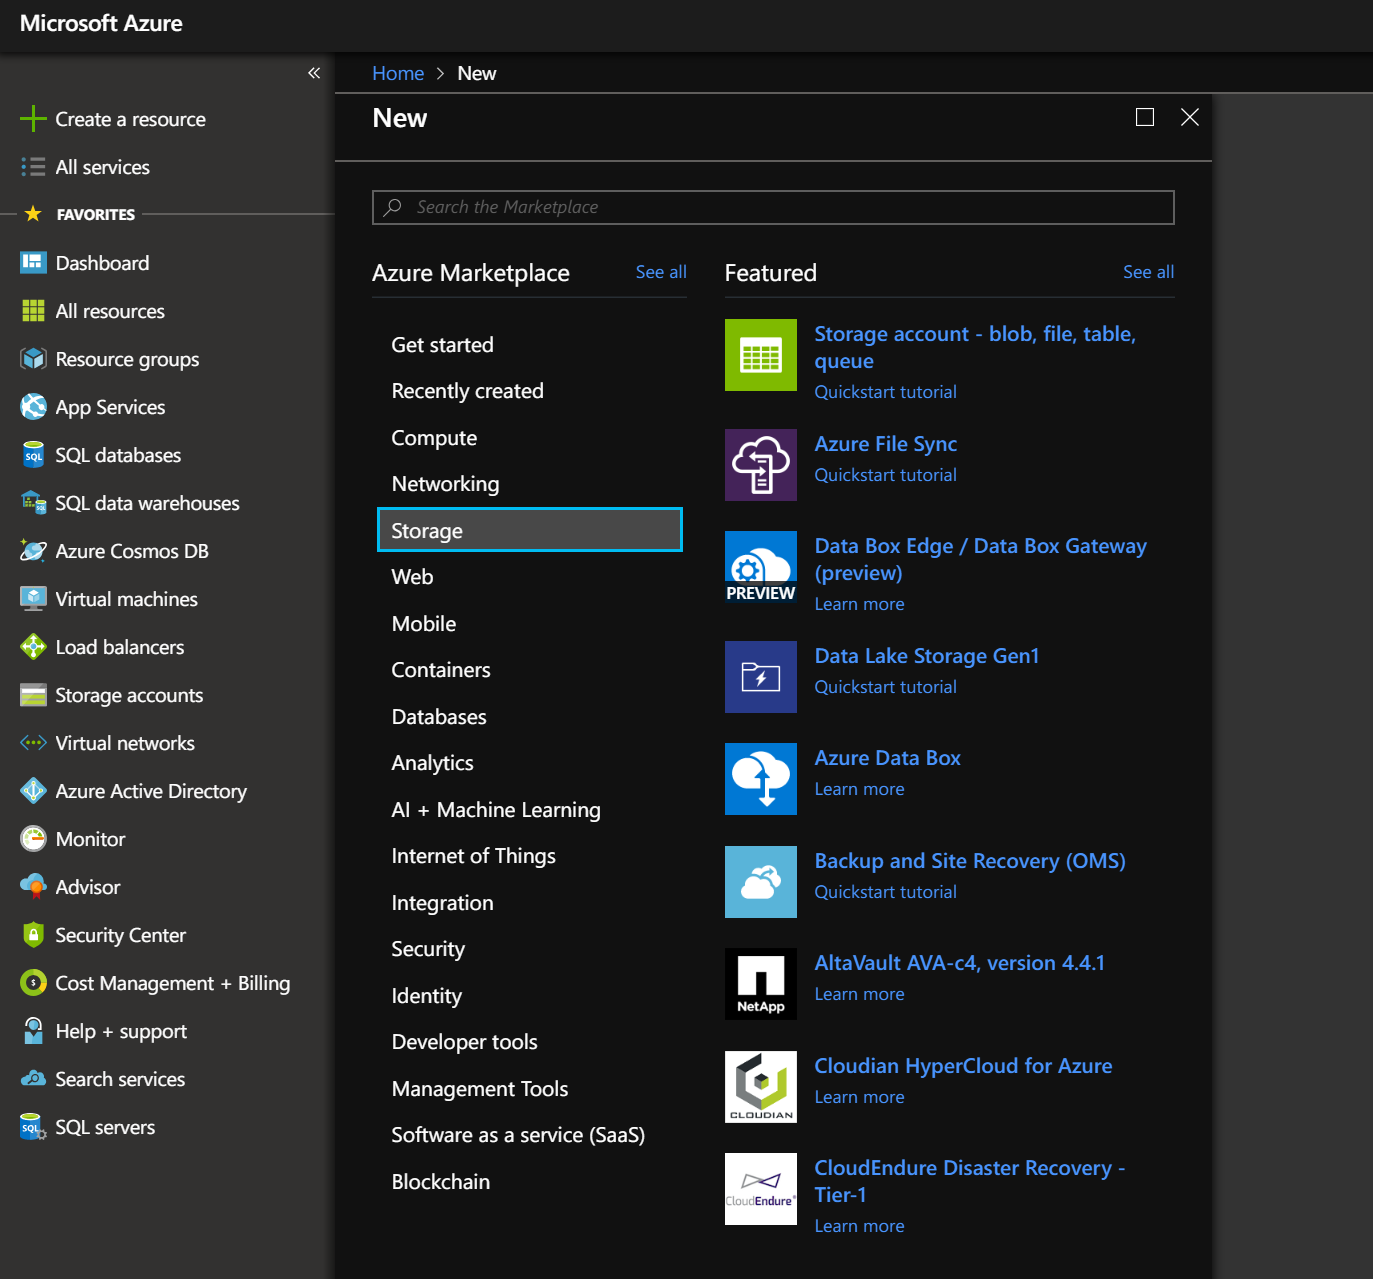 Microsoft Azure
Home > New
New
Create a resource
All services
FAVORITES
Dashboard
All resources
Resource groups
App Services
SQL databases
SQL data warehouses
Azure Cosmos DB
Virtual machines
Load balancers
Storage accounts
Virtual networks
Azure Active Directory
Monitor
Advisor
Security Center
Cost Management + Billing
Help + support
Search services
SQL servers
Search the Marketplace
Azure Marketplace See all
Get started
Recently created
Compute
Networking
Storage
Web
Mobile
Containers
Databases
Analytics
AI + Machine Learning
Internet of Things
Integration
Security
Identity
Developer tools
Management Tools
Software as a service (SaaS)
Blockchain
Featured See all
Storage account - blob, file, table,
queue
Quickstart tutorial
Azure File Sync
Quickstart tutorial
PREVIEW
Data Box Edge / Data Box Gateway
(preview)
Learn more
Data Lake Storage Gen1
Quickstart tutorial
Azure Data Box
Learn more
Backup and Site Recovery (OMS)
Quickstart tutorial
NetApp
AltaVault AVA-c4, version 4.4.1
Learn more
CLOUDIAN
Cloudian HyperCloud for Azure
Learn more
CloudEndure
CloudEndure Disaster Recovery -
Tier-1
Learn more